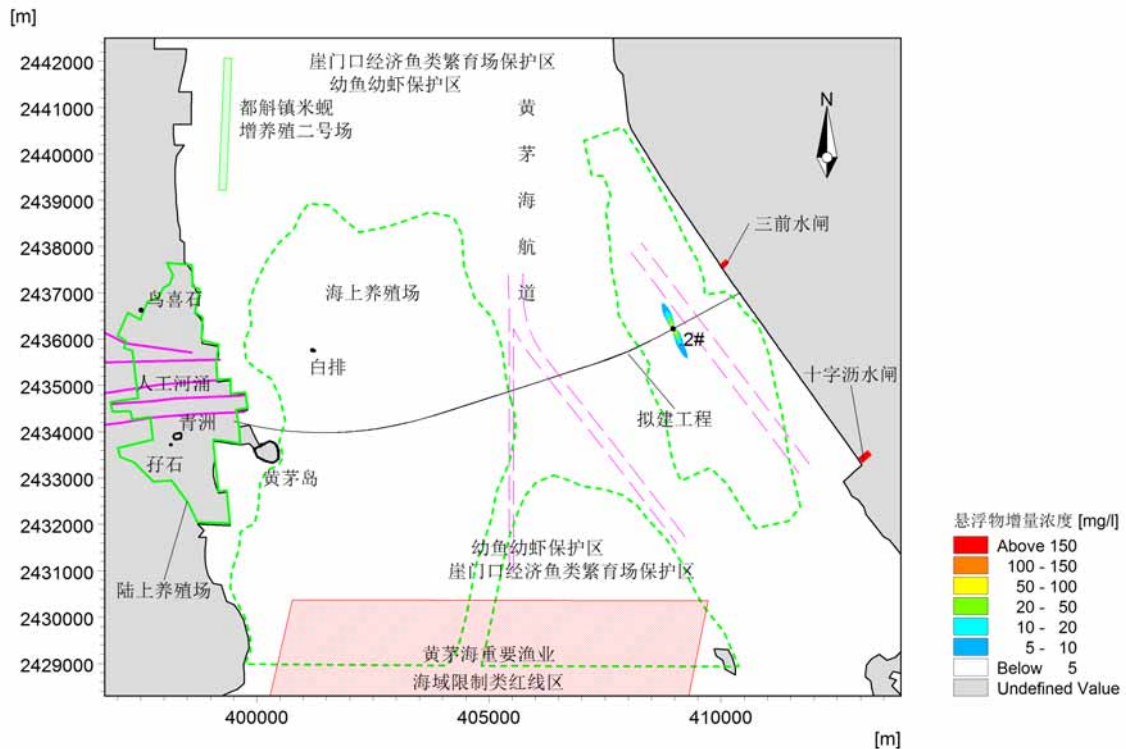 [m]
2442000
2441000
2440000
2439000
2438000
2437000
2436000
2435000
2434000
2433000
2432000
2431000
2430000
2429000
崖门口经济鱼类繁育场保护区
幼鱼幼虾保护区
都斛镇米蚬
增养殖二号场
黄
茅
海
航
道
N
三前水闸
海上养殖场
鸟喜石
2#
白排
十字沥水闸
人工河涌
拟建工程
青洲
孖石
黄茅岛
幼鱼幼虾保护区
崖门口经济鱼类繁育场保护区
陆上养殖场
黄茅海重要渔业
海域限制类红线区
400000
405000
410000
[m]
悬浮物增量浓度 [mg/l]
Above 150
100 - 150
50 - 100
20 - 50
10 - 20
5 - 10
Below 5
Undefined Value